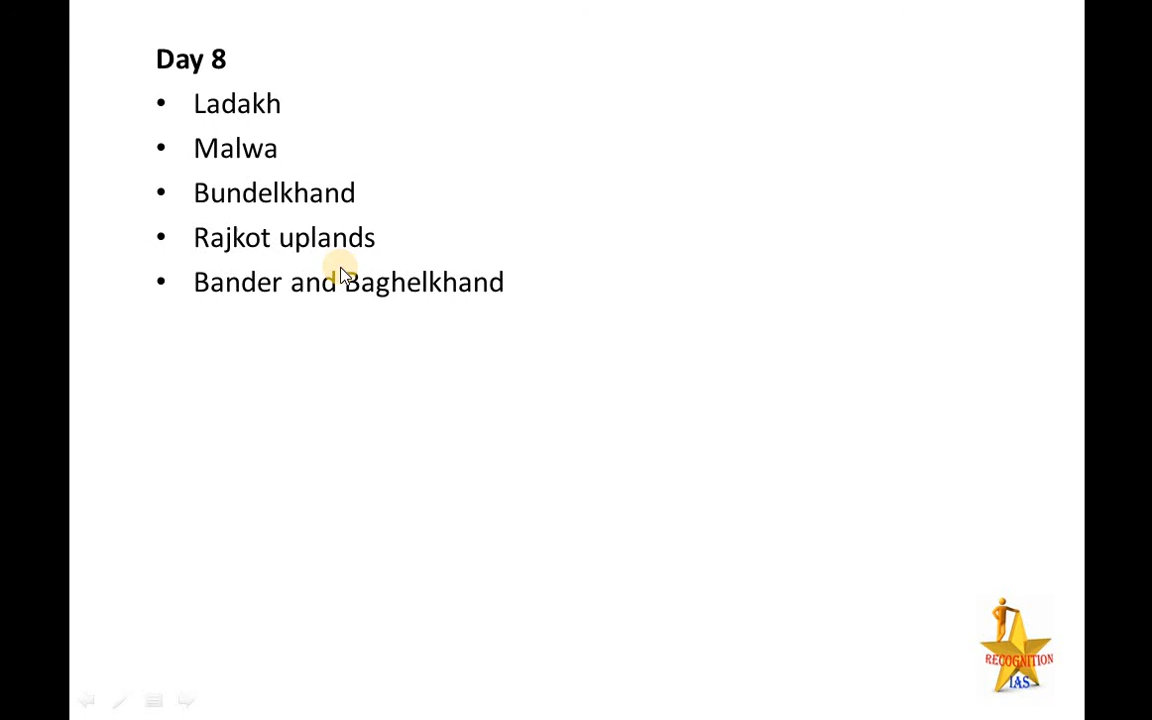 Day 8
• Ladakh
• Malwa
• Bundelkhand
• Rajkot uplands
• Bander and Baghelkhand
RECOGNITION
IAS